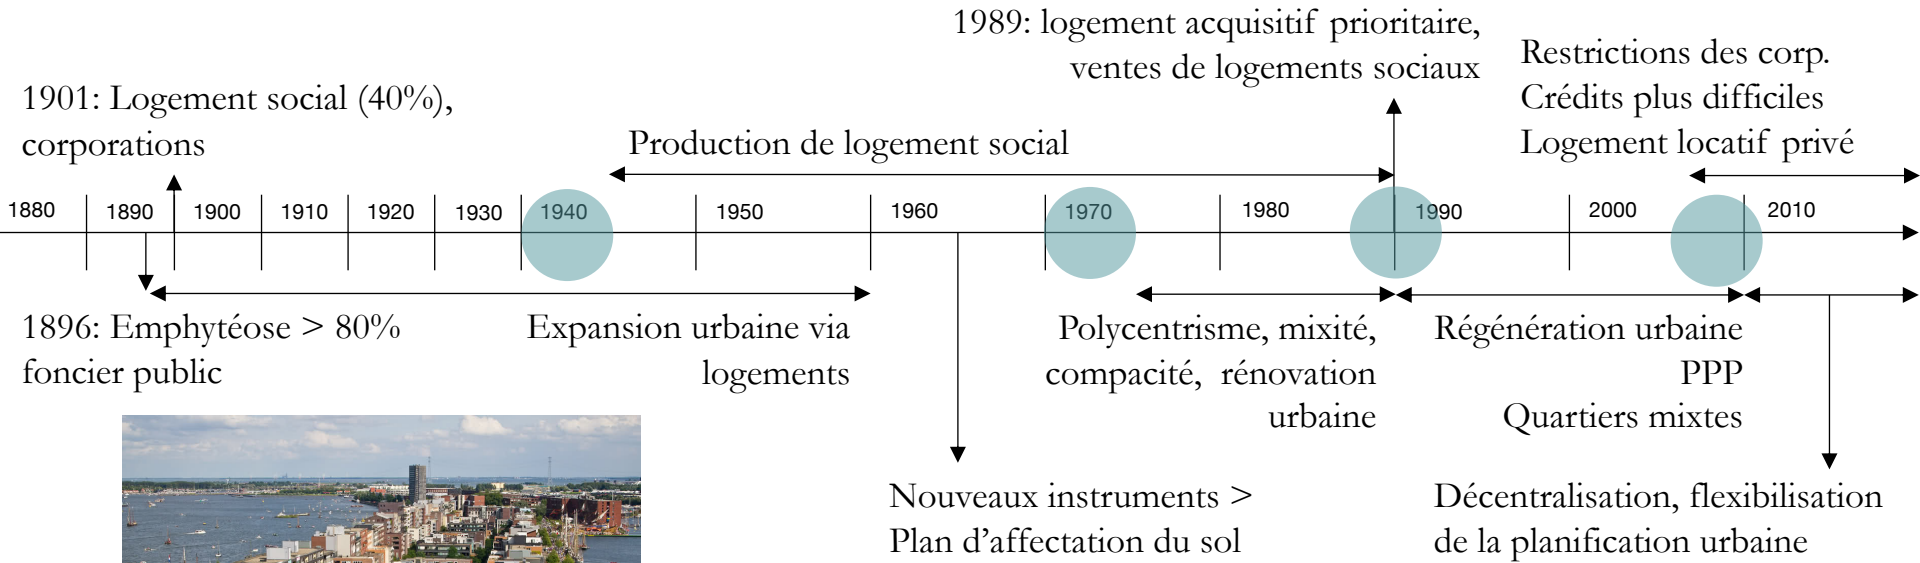 1989: logement acquisitif prioritaire,
ventes de logements sociaux
Restrictions des corp.
Crédits plus difficiles
Logement locatif privé
1901: Logement social (40%),
corporations
Production de logement social
1880 1890 1900 1910 1920 1930 1940 1950 1960 1970 1980 1990 2000 2010
1896: Emphytéose > 80%
foncier public
Expansion urbaine via
logements
Polycentrisme, mixité,
compacité, rénovation
urbaine
Régénération urbaine
PPP
Quartiers mixtes
Nouveaux instruments >
Plan d’affectation du sol
Décentralisation, flexibilisation
de la planification urbaine